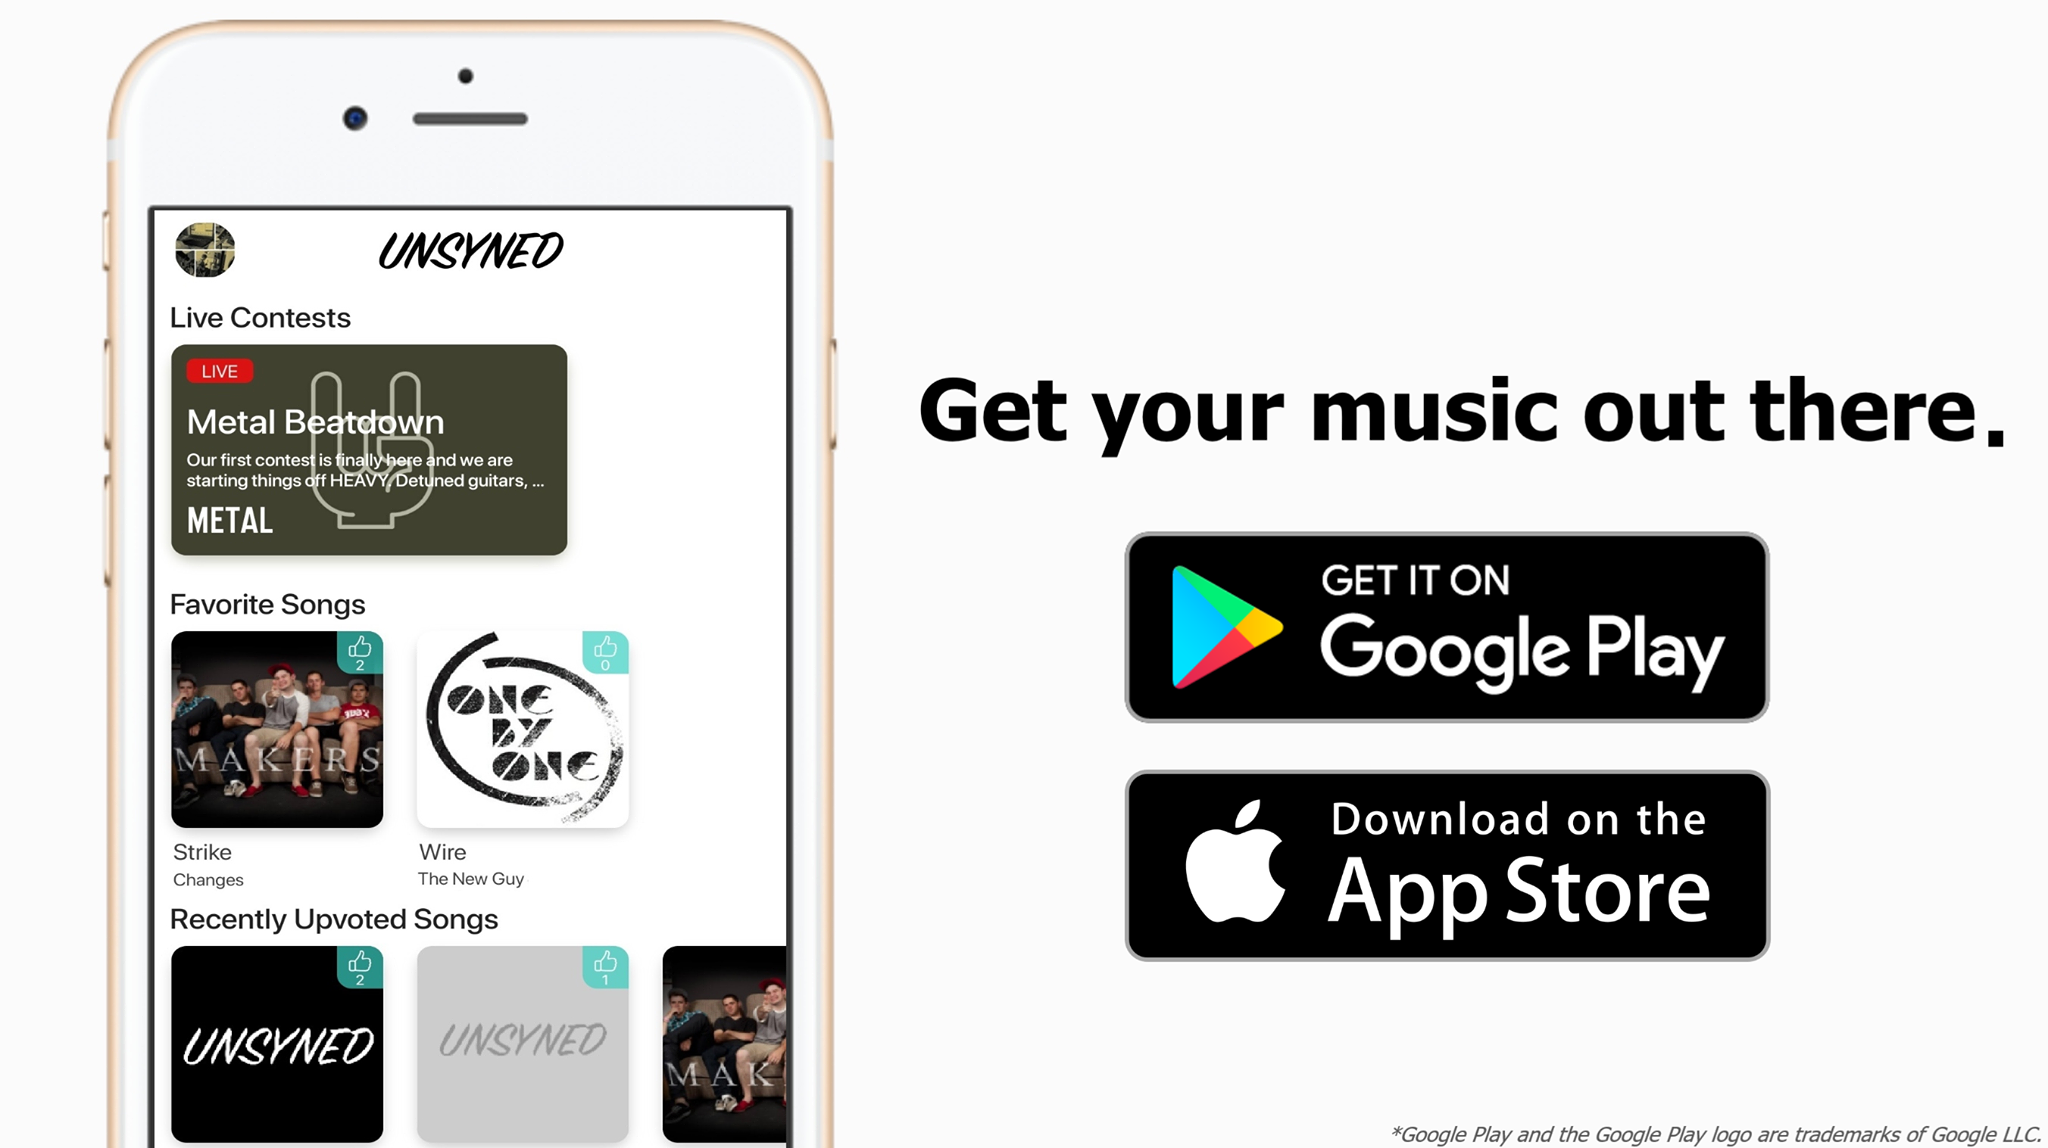 UNSYNED
Live Contests
LIVE
Metal Beatdown
Our first contest is finally here and we are
starting things off HEAVY. Detuned guitars, ...
METAL
Favorite Songs
2
MAKERS
0
ONE
BY
ONE
Strike
Changes
Wire
The New Guy
Recently Upvoted Songs
2
UNSYNED
1
UNSYNED
MAK
Get your music out there.
GET IT ON
Google Play
Download on the
App Store
*Google Play and the Google Play logo are trademarks of Google LLC.